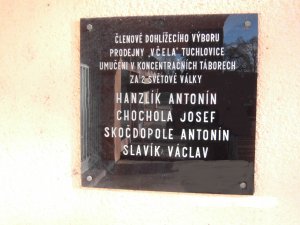 ČLENOVÉ DOHLÍŽECÍHO VÝBORU
PRODEJNY „VČELA" TUCHLOVICE
UMUČENI V KONCENTRAČNÍCH TÁBORECH
ZA 2 SVĚTOVÉ VÁLKY
HANZLÍK ANTONÍN
CHOCHOLA JOSEF
SKOČDOPOLE ANTONÍN
SLAVÍK VÁCLAV